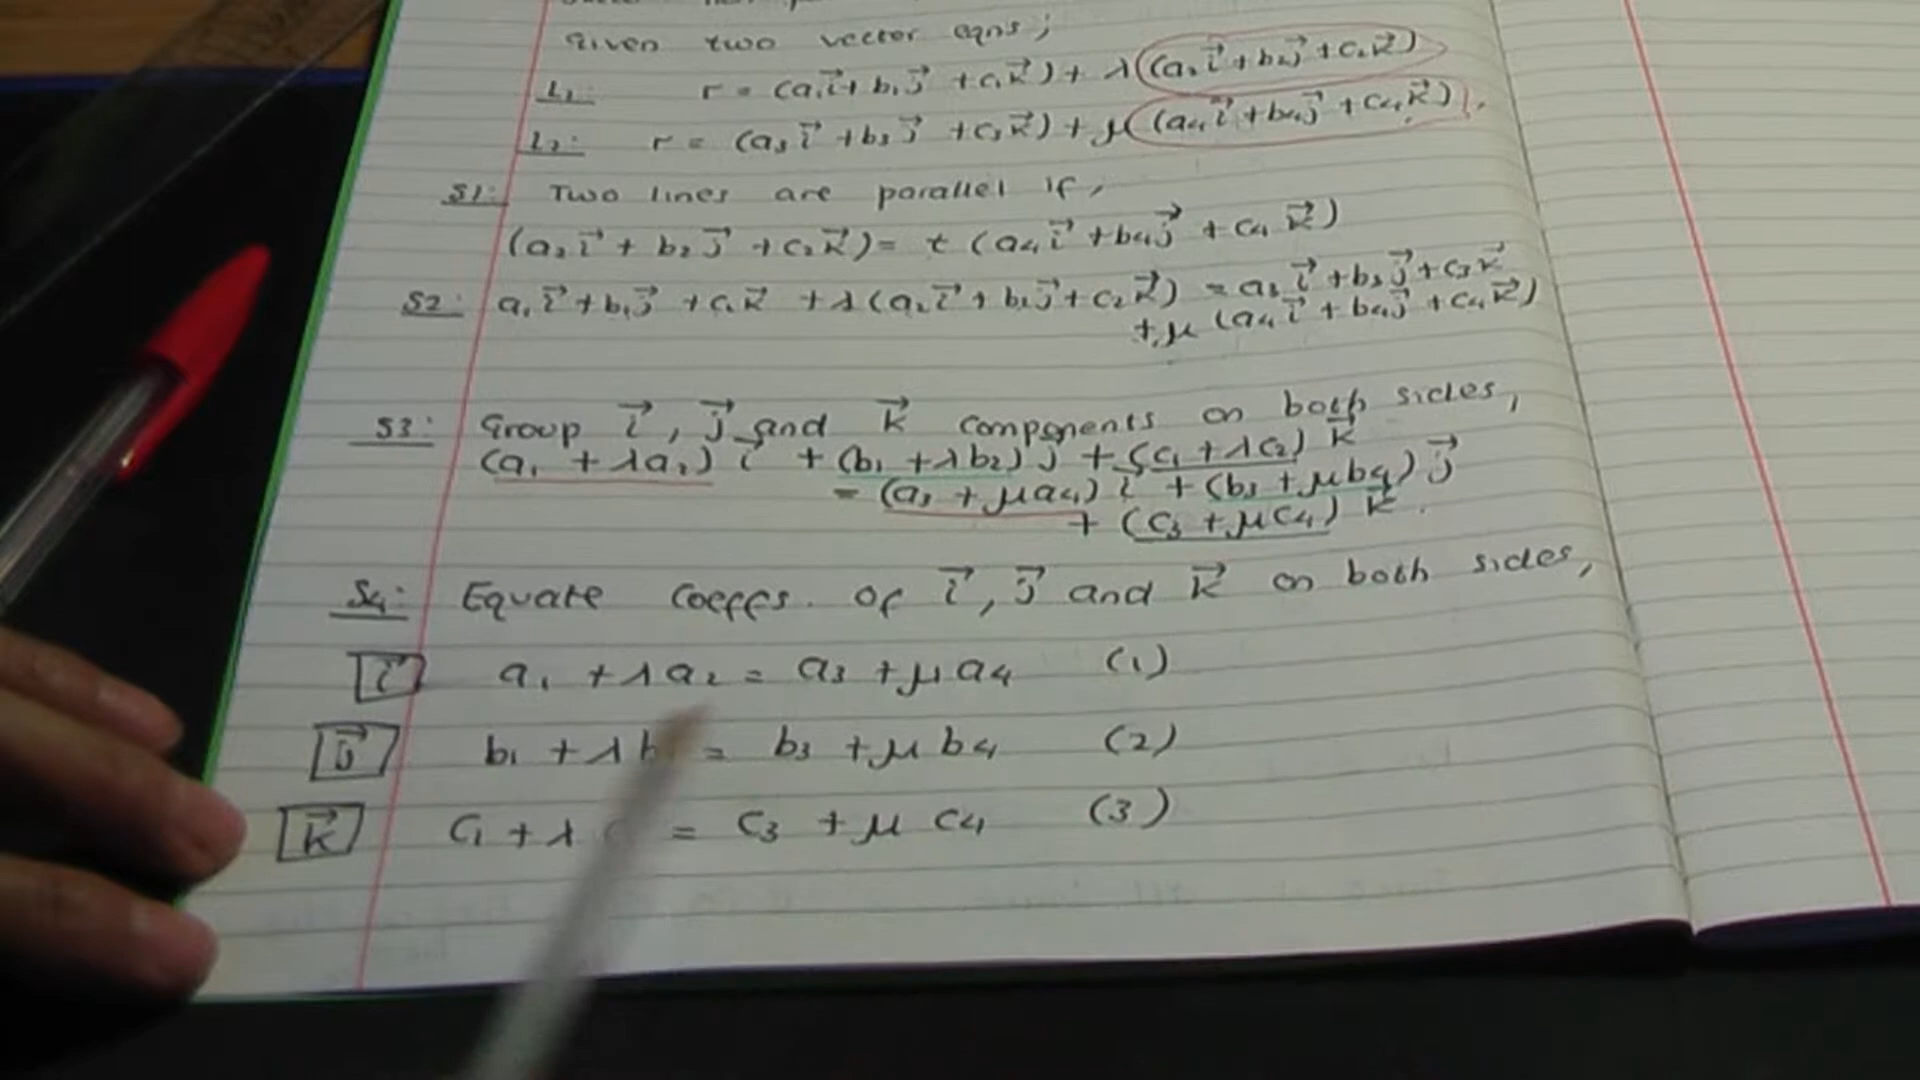 Given two vector eqns;
L₁: r = (a₁i⃗ + b₁j⃗ + c₁k⃗) + λ(a₂i⃗ + b₂j⃗ + c₂k⃗)
L₂: r = (a₃i⃗ + b₃j⃗ + c₃k⃗) + μ(a₄i⃗ + b₄j⃗ + c₄k⃗).
S1: Two lines are parallel if,
(a₂i⃗ + b₂j⃗ + c₂k⃗) = t (a₄i⃗ + b₄j⃗ + c₄k⃗)
S2: a₁i⃗ + b₁j⃗ + c₁k⃗ + λ(a₂i⃗ + b₂j⃗ + c₂k⃗) = a₃i⃗ + b₃j⃗ + c₃k⃗
+ μ (a₄i⃗ + b₄j⃗ + c₄k⃗)
S3: Group i⃗, j⃗ and k⃗ components on both sides,
(a₁ + λa₂) i⃗ + (b₁ + λb₂) j⃗ + (c₁ + λc₂) k⃗
= (a₃ + μa₄) i⃗ + (b₃ + μb₄) j⃗
+ (c₃ + μc₄) k⃗.
S4: Equate coeffs. of i⃗, j⃗ and k⃗ on both sides,
i⃗ a₁ + λa₂ = a₃ + μa₄ (1)
j⃗ b₁ + λb = b₃ + μb₄ (2)
k⃗ c₁ + λ = c₃ + μc₄ (3)